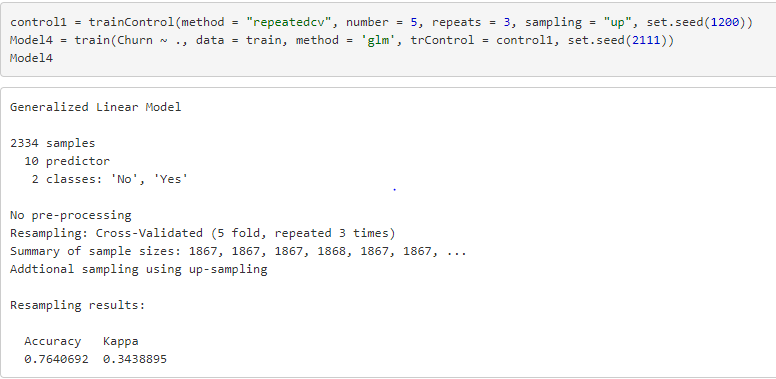 control1 = trainControl(method = "repeatedcv", number = 5, repeats = 3, sampling = "up", set.seed(1200))
Model4 = train(Churn ~ ., data = train, method = 'glm', trControl = control1, set.seed(2111))
Model4
Generalized Linear Model
2334 samples
10 predictor
2 classes: 'No', 'Yes'
No pre-processing
Resampling: Cross-Validated (5 fold, repeated 3 times)
Summary of sample sizes: 1867, 1867, 1867, 1868, 1867, 1867, ...
Addtional sampling using up-sampling
Resampling results:
Accuracy Kappa
0.7640692 0.3438895